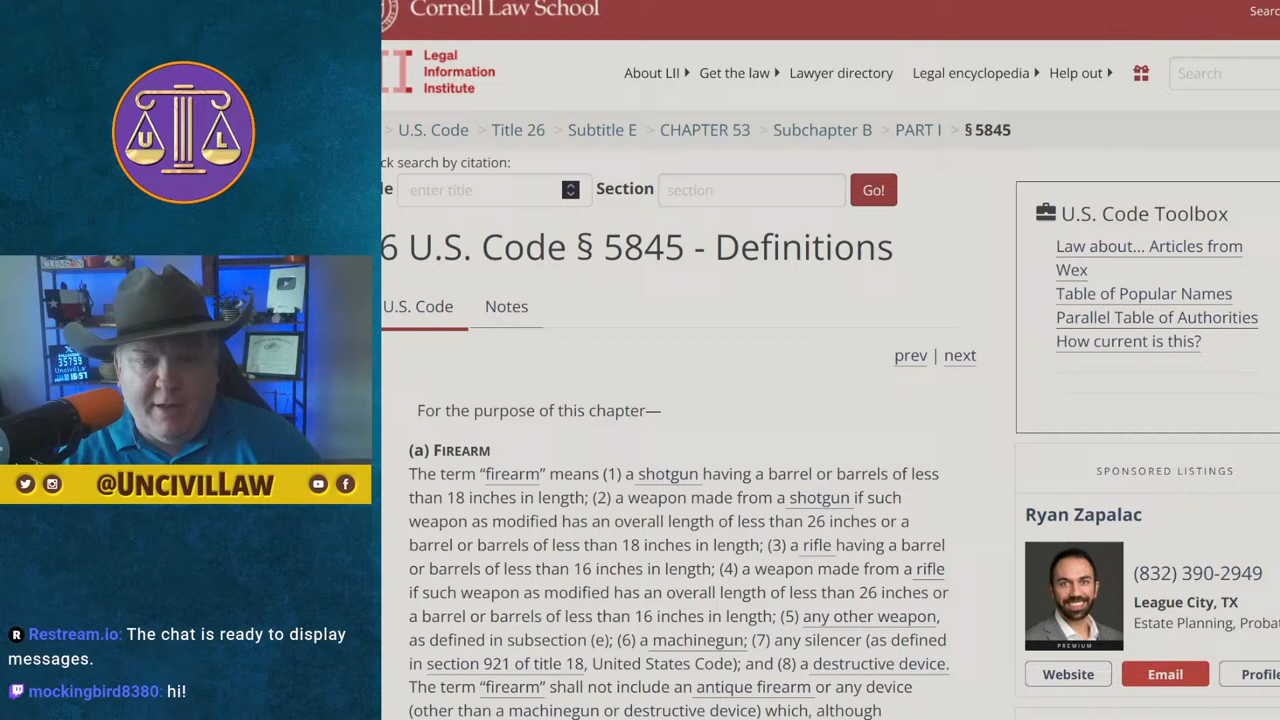 Cornell Law School
Searc
Legal
Information
Institute
About LII
Get the law
Lawyer directory
Legal encyclopedia
Help out
Search
U.S. Code > Title 26 > Subtitle E > CHAPTER 53 > Subchapter B > PART I > § 5845
ck search by citation:
le
enter title
Section
section
Go!
6 U.S. Code § 5845 - Definitions
U.S. Code
Notes
prev | next
For the purpose of this chapter—
(a) FIREARM
The term “firearm” means (1) a shotgun having a barrel or barrels of less
than 18 inches in length; (2) a weapon made from a shotgun if such
weapon as modified has an overall length of less than 26 inches or a
barrel or barrels of less than 18 inches in length; (3) a rifle having a barrel
or barrels of less than 16 inches in length; (4) a weapon made from a rifle
if such weapon as modified has an overall length of less than 26 inches or
a barrel or barrels of less than 16 inches in length; (5) any other weapon,
as defined in subsection (e); (6) a machinegun; (7) any silencer (as defined
in section 921 of title 18, United States Code); and (8) a destructive device.
The term “firearm” shall not include an antique firearm or any device
(other than a machinegun or destructive device) which, although
U.S. Code Toolbox
Law about... Articles from
Wex
Table of Popular Names
Parallel Table of Authorities
How current is this?
SPONSORED LISTINGS
Ryan Zapalac
(832) 390-2949
League City, TX
Estate Planning, Probat
PREMIUM
Website
Email
Profile
U L
CLEMSON
35799
16:57
@UNCIVILLAW
Restream.io: The chat is ready to display
messages.
mockingbird8380: hi!